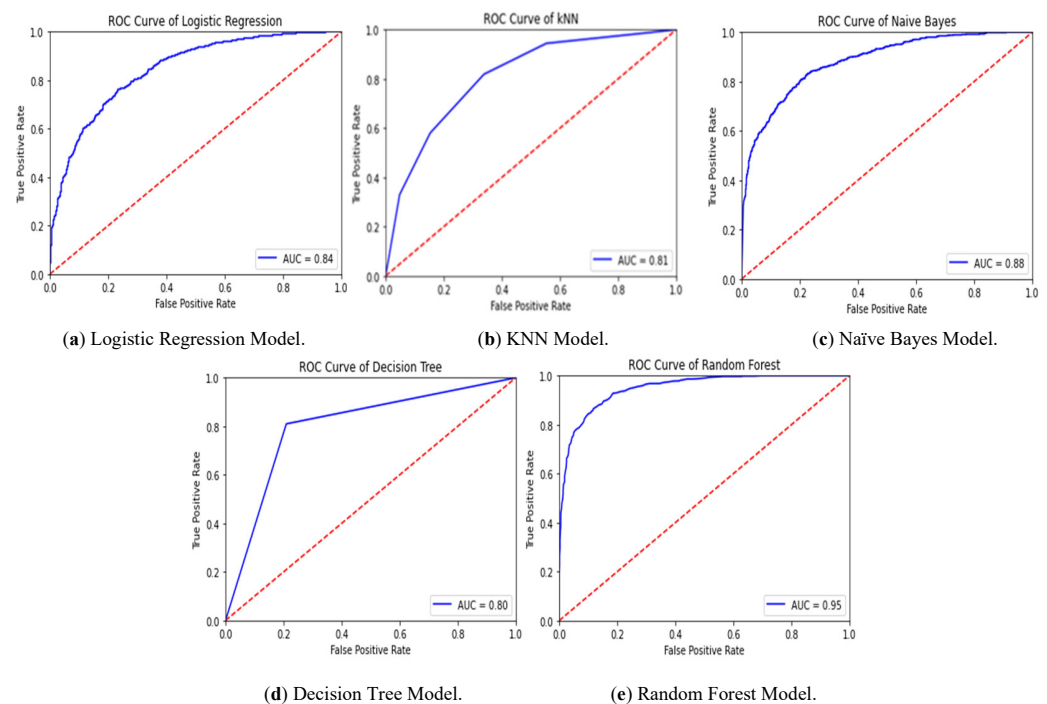 ROC Curve of Logistic Regression
1.0
0.8
0.6
0.4
0.2
0.0
True Positive Rate
AUC = 0.84
0.0 0.2 0.4 0.6 0.8 1.0
False Positive Rate
(a) Logistic Regression Model.
ROC Curve of kNN
1.0
0.8
0.6
0.4
0.2
0.0
True Positive Rate
AUC = 0.81
0.0 0.2 0.4 0.6 0.8 1.0
False Positive Rate
(b) KNN Model.
ROC Curve of Naive Bayes
1.0
0.8
0.6
0.4
0.2
0.0
True Positive Rate
AUC = 0.88
0.0 0.2 0.4 0.6 0.8 1.0
False Positive Rate
(c) Naïve Bayes Model.
ROC Curve of Decision Tree
1.0
0.8
0.6
0.4
0.2
0.0
True Positive Rate
AUC = 0.80
0.0 0.2 0.4 0.6 0.8 1.0
False Positive Rate
(d) Decision Tree Model.
ROC Curve of Random Forest
1.0
0.8
0.6
0.4
0.2
0.0
True Positive Rate
AUC = 0.95
0.0 0.2 0.4 0.6 0.8 1.0
False Positive Rate
(e) Random Forest Model.